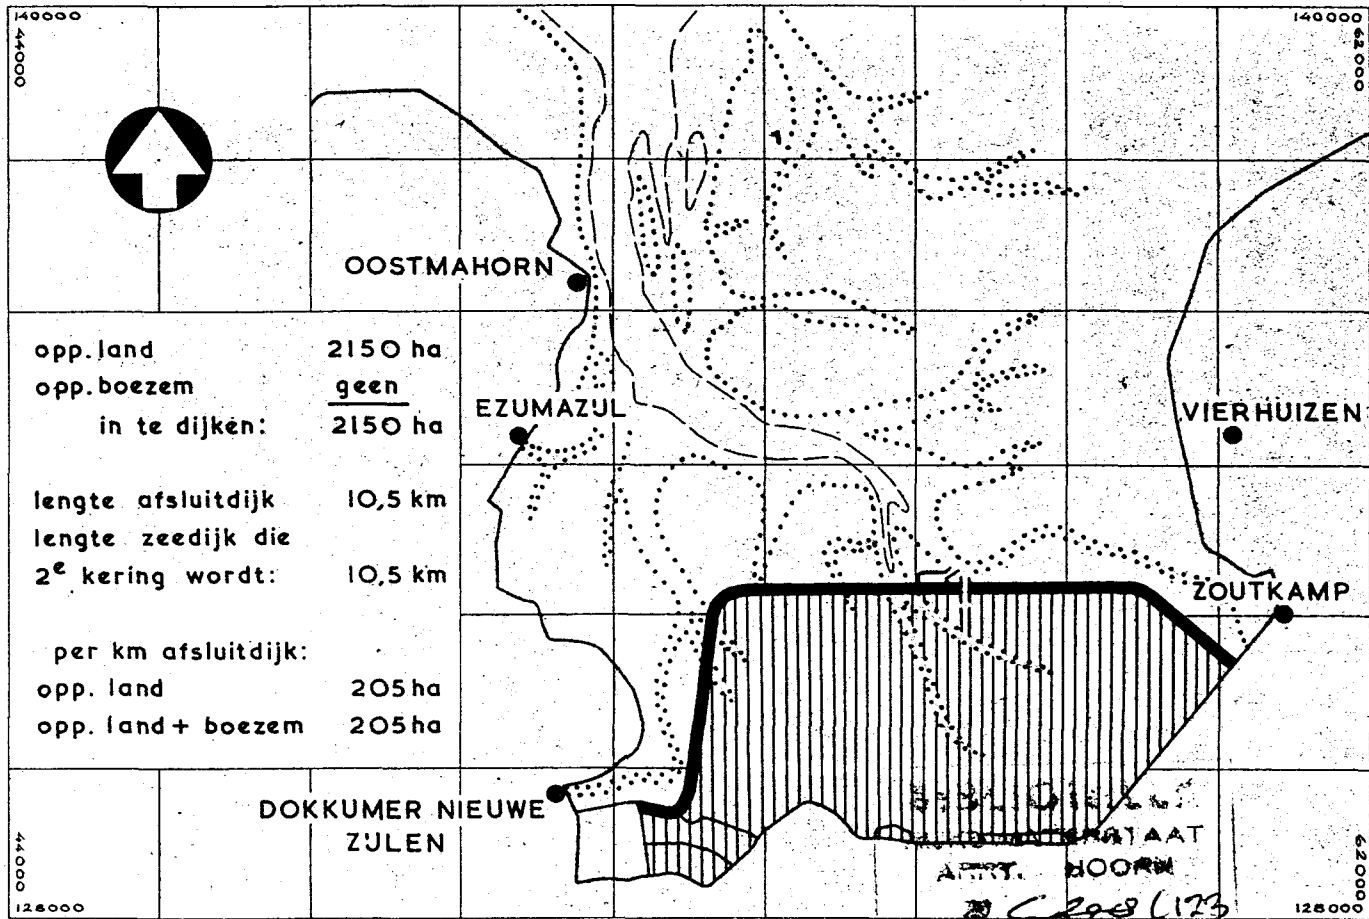 140000
44000
140000
62000
OOSTMAHORN
opp. land 2150 ha
opp. boezem geen
in te dijken: 2150 ha
EZUMAZIJL
VIERHUIZEN
lengte afsluitdijk 10,5 km
lengte zeedijk die
2e kering wordt: 10,5 km
ZOUTKAMP
per km afsluitdijk:
opp. land 205 ha
opp. land + boezem 205 ha
DOKKUMER NIEUWE
ZIJLEN
ARRT. HOORN
44000
128000
62000
128000